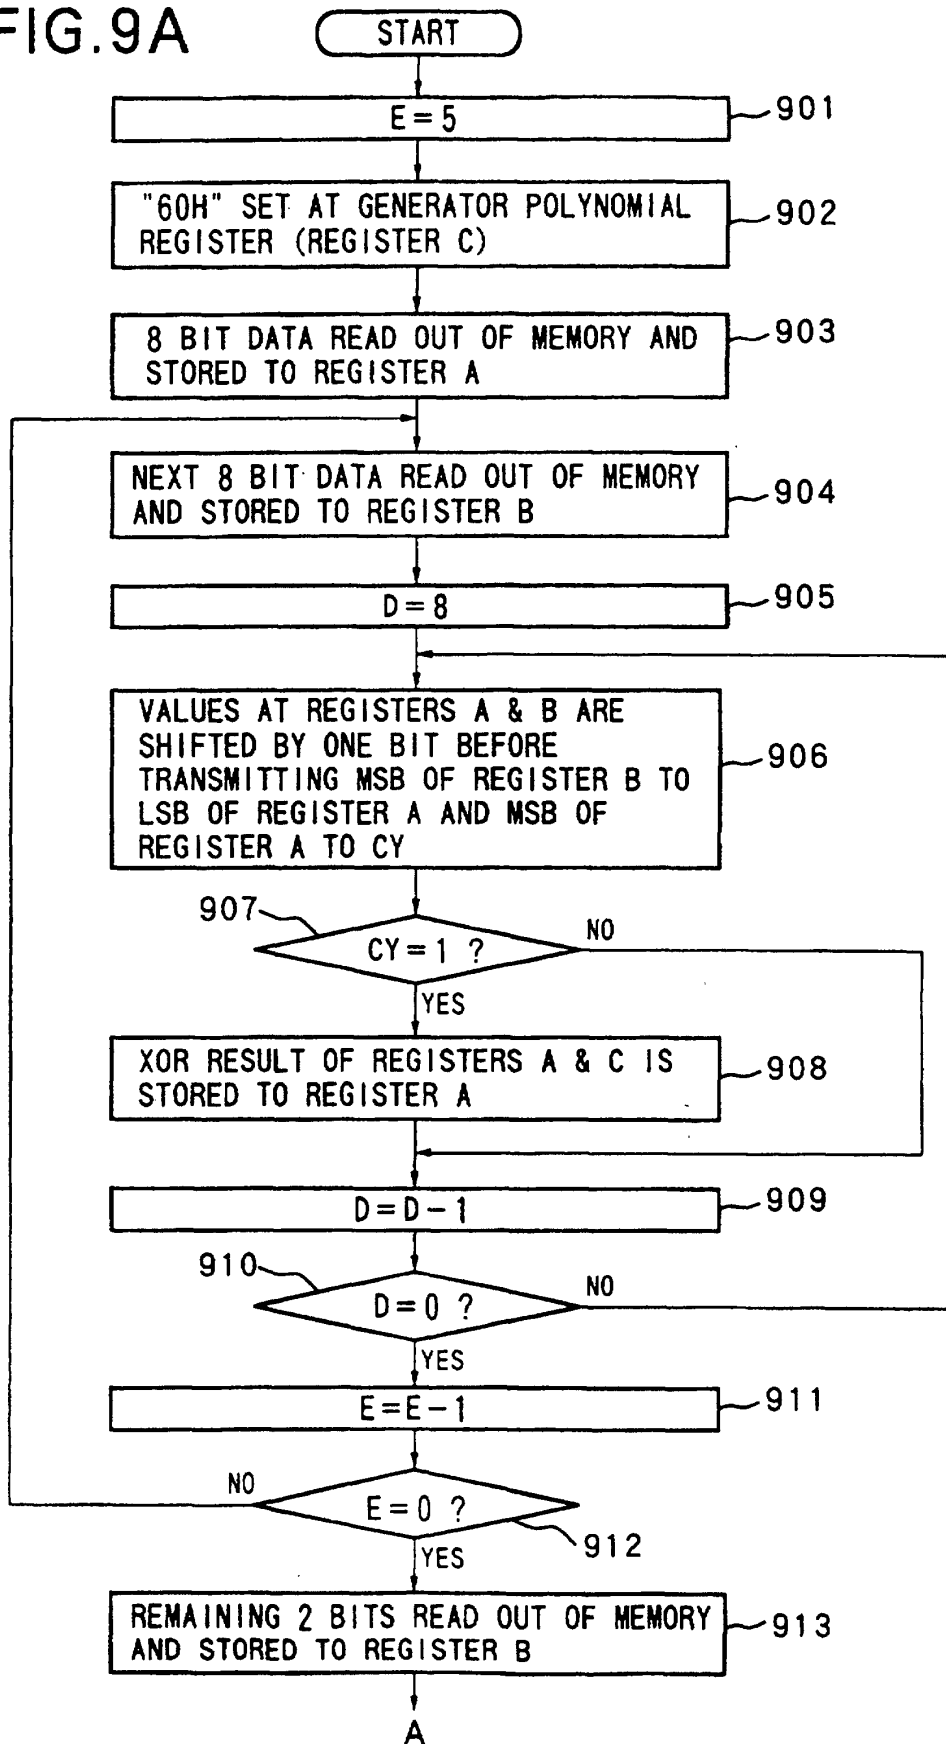 FIG.9A
START
E=5
901
"60H" SET AT GENERATOR POLYNOMIAL
REGISTER (REGISTER C)
902
8 BIT DATA READ OUT OF MEMORY AND
STORED TO REGISTER A
903
NEXT 8 BIT DATA READ OUT OF MEMORY
AND STORED TO REGISTER B
904
D=8
905
VALUES AT REGISTERS A & B ARE
SHIFTED BY ONE BIT BEFORE
TRANSMITTING MSB OF REGISTER B TO
LSB OF REGISTER A AND MSB OF
REGISTER A TO CY
906
907
CY=1 ?
NO
YES
XOR RESULT OF REGISTERS A & C IS
STORED TO REGISTER A
908
D=D-1
909
910
D=0 ?
NO
YES
E=E-1
911
NO
E=0 ?
912
YES
REMAINING 2 BITS READ OUT OF MEMORY
AND STORED TO REGISTER B
913
A